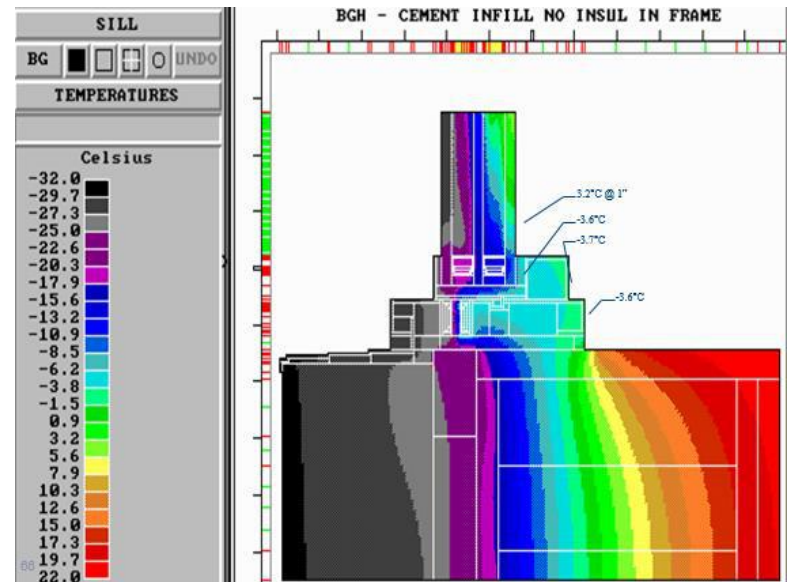 SILL
BG
UNDO
TEMPERATURES
Celsius
-32.0
-29.7
-27.3
-25.0
-22.6
-20.3
-17.9
-15.6
-13.2
-10.9
-8.5
-6.2
-3.8
-1.5
0.9
3.2
5.6
7.9
10.3
12.6
15.0
17.3
19.7
22.0
68
BGH - CEMENT INFILL NO INSUL IN FRAME
3.2°C @ 1"
-3.6°C
-3.7°C
-3.6°C